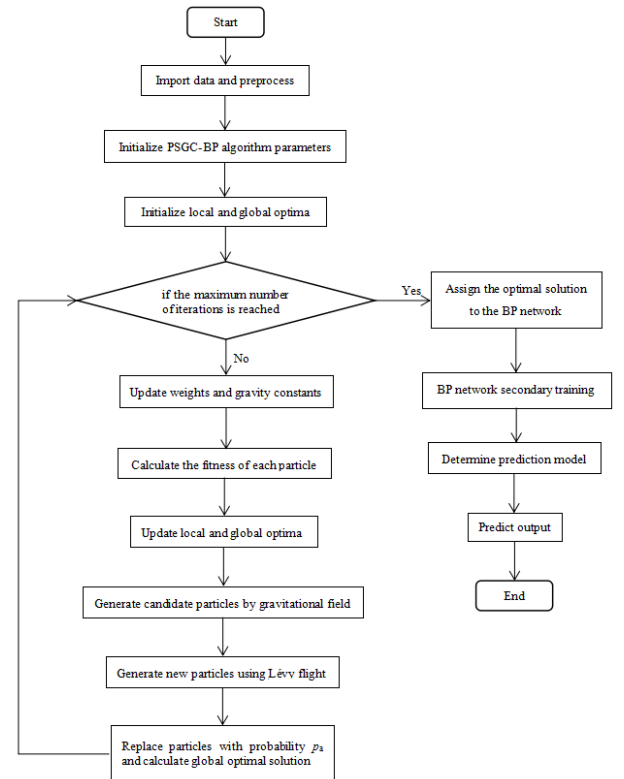 Start
Import data and preprocess
Initialize PSGC-BP algorithm parameters
Initialize local and global optima
if the maximum number
of iterations is reached
Yes
No
Assign the optimal solution
to the BP network
BP network secondary training
Determine prediction model
Predict output
End
Update weights and gravity constants
Calculate the fitness of each particle
Update local and global optima
Generate candidate particles by gravitational field
Generate new particles using Lévy flight
Replace particles with probability pa
and calculate global optimal solution